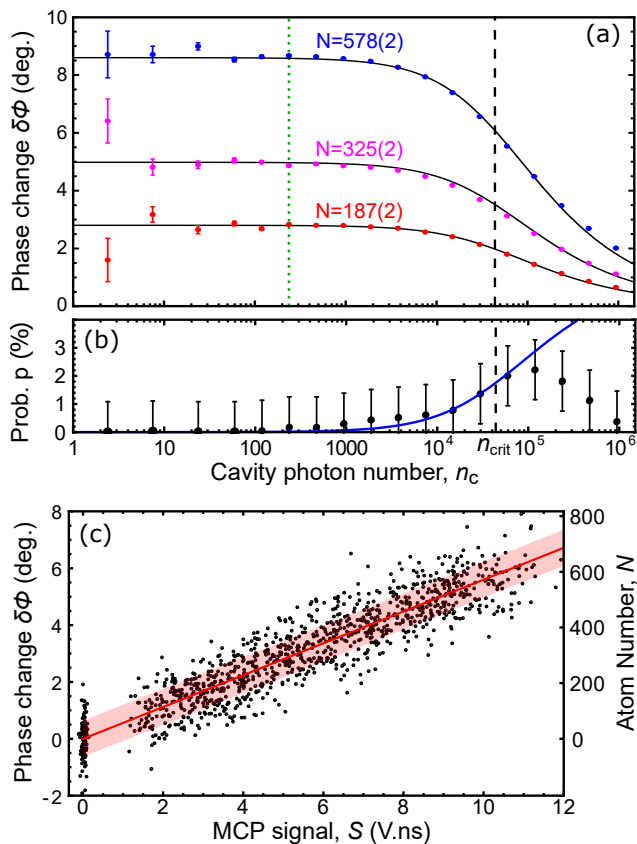 10
(a)
N=578(2)
8
6
N=325(2)
4
N=187(2)
2
0
Phase change δΦ (deg.)
(b)
3
2
1
0
Prob. p (%)
1 10 100 1000 10⁴ n_crit 10⁵ 10⁶
Cavity photon number, n_c
(c)
8
6
4
2
0
-2
Phase change δΦ (deg.)
800
600
400
200
0
Atom Number, N
0 2 4 6 8 10 12
MCP signal, S (V.ns)